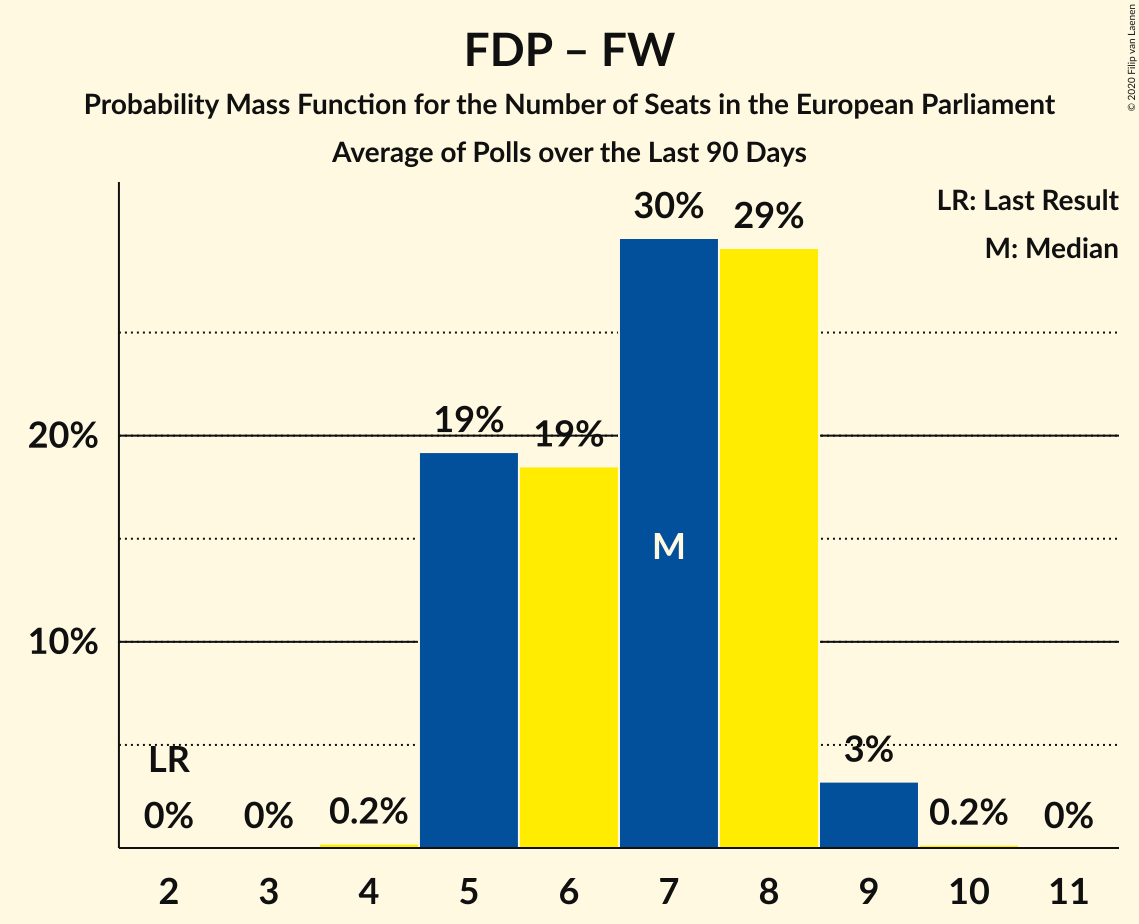 FDP – FW
Probability Mass Function for the Number of Seats in the European Parliament
Average of Polls over the Last 90 Days
© 2020 Filip van Laenen
LR: Last Result
M: Median
30%
29%
20%
19%
19%
M
10%
LR
3%
0%
0%
0.2%
0.2%
0%
2 3 4 5 6 7 8 9 10 11